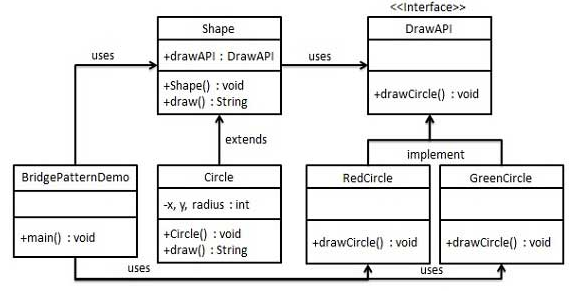 <<Interface>>
Shape
DrawAPI
+drawAPI : DrawAPI
uses
uses
+Shape() : void
+draw() : String
+drawCircle() : void
extends
implement
BridgePatternDemo
Circle
RedCircle
GreenCircle
-x, y, radius : int
+main() : void
+Circle() : void
+draw() : String
+drawCircle() : void
+drawCircle() : void
uses
uses